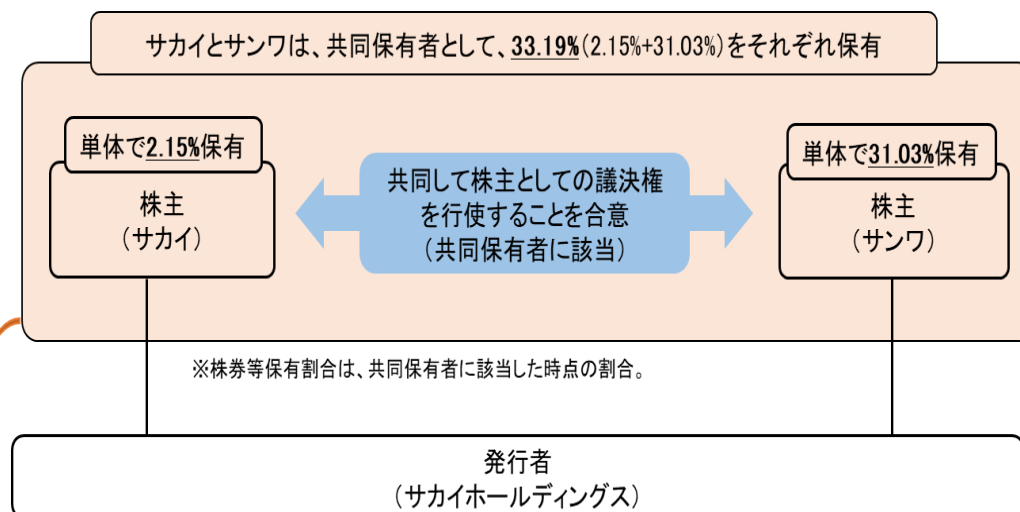 サカイとサンワは、共同保有者として、33.19%(2.15%+31.03%)をそれぞれ保有
単体で2.15%保有
単体で31.03%保有
株主
(サカイ)
共同して株主としての議決権
を行使することを合意
(共同保有者に該当)
株主
(サンワ)
※株券等保有割合は、共同保有者に該当した時点の割合。
発行者
(サカイホールディングス)